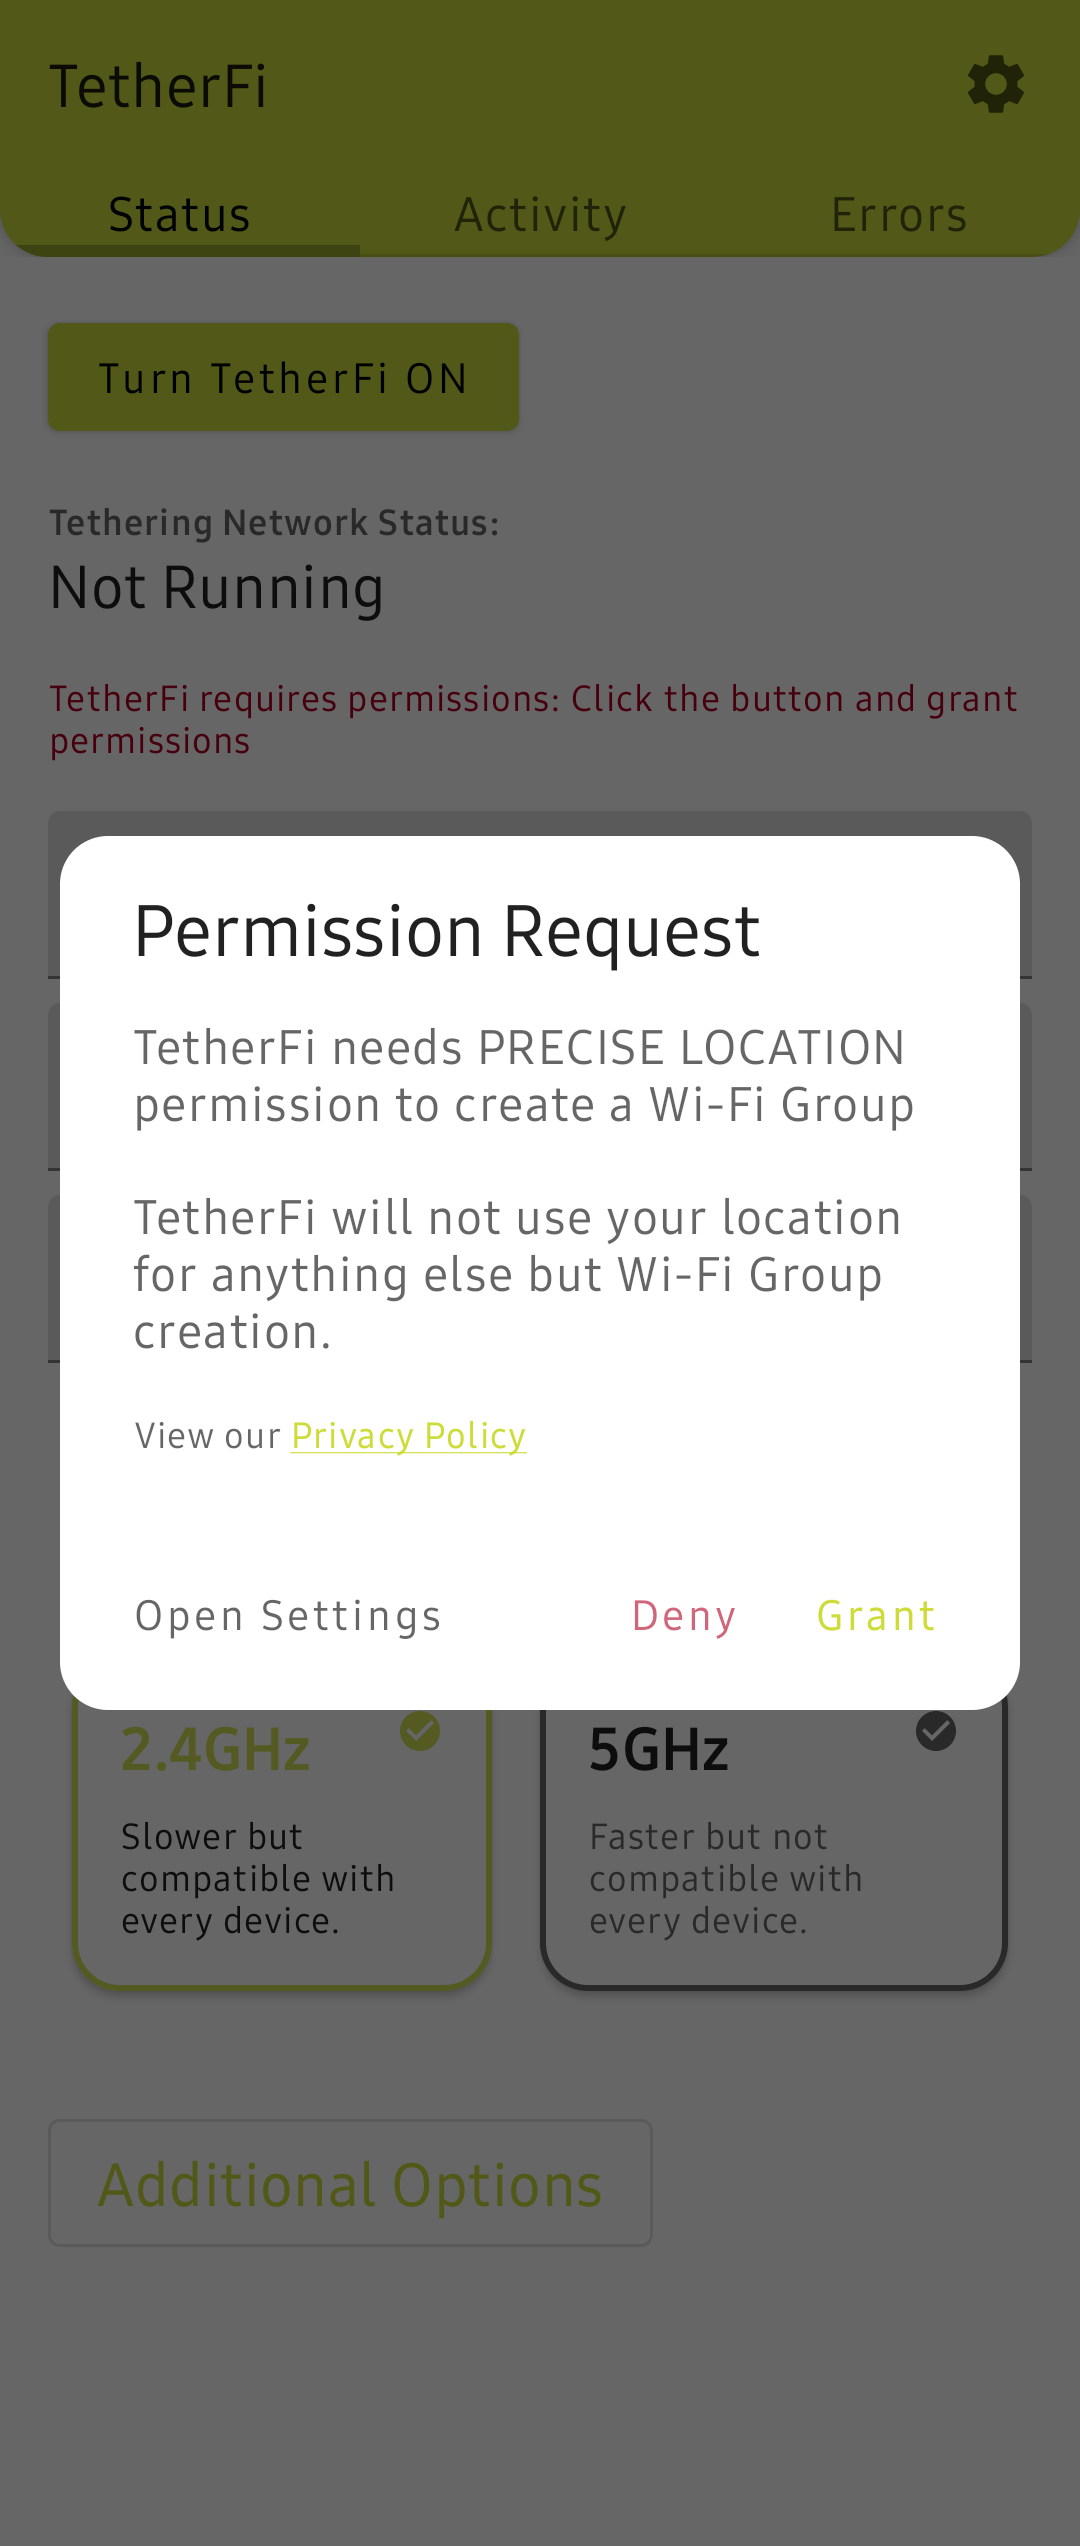 TetherFi
Status
Activity
Errors
Turn TetherFi ON
Tethering Network Status:
Not Running
TetherFi requires permissions: Click the button and grant
permissions
Permission Request
TetherFi needs PRECISE LOCATION
permission to create a Wi-Fi Group
TetherFi will not use your location
for anything else but Wi-Fi Group
creation.
View our Privacy Policy
Open Settings
Deny
Grant
2.4GHz
Slower but
compatible with
every device.
5GHz
Faster but not
compatible with
every device.
Additional Options